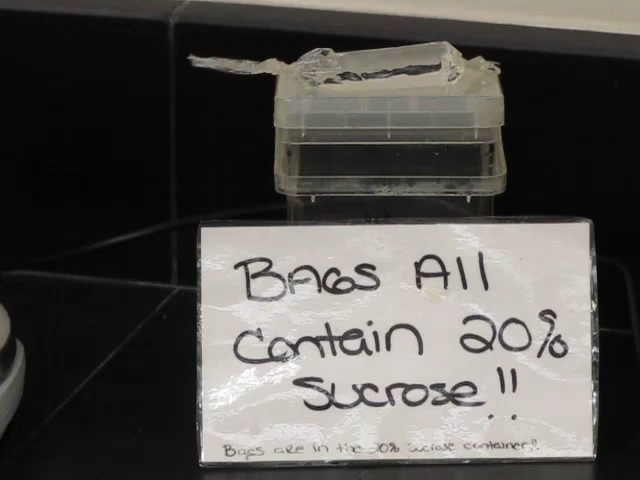 BAGS All
Contain 20%
Sucrose!!
Bags are in the 20% sucrose container!!